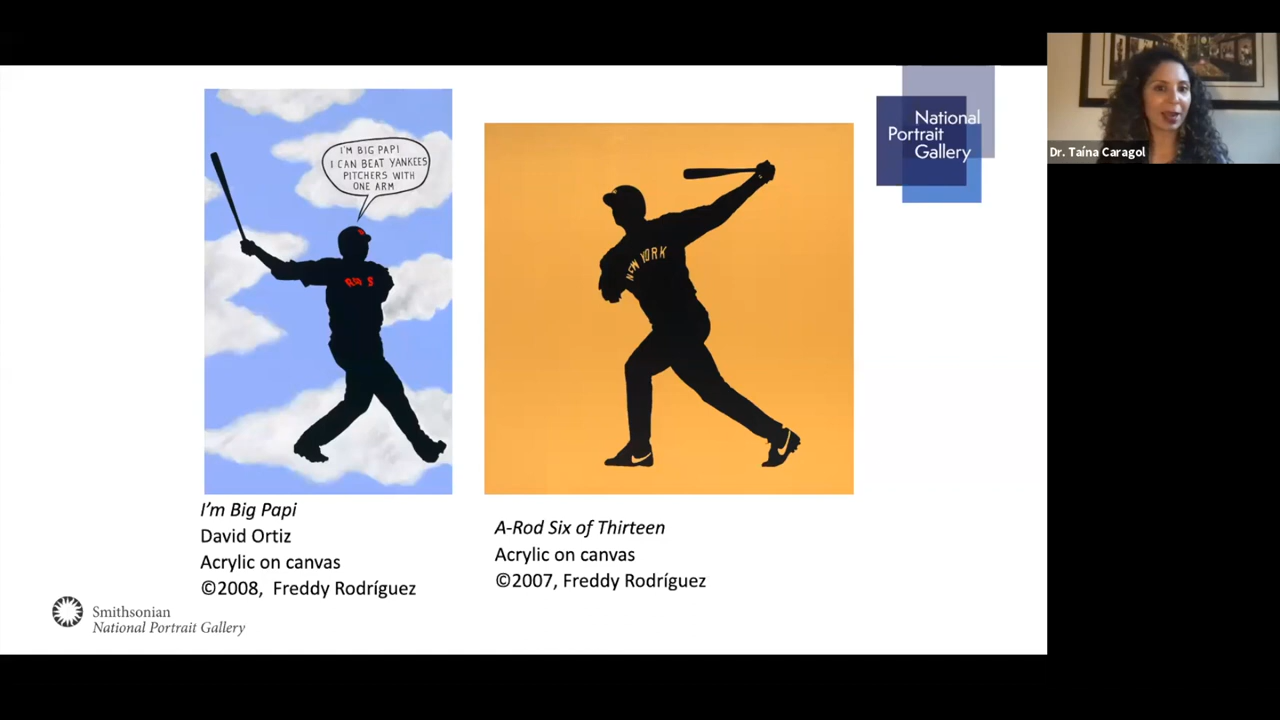 I'M BIG PAPI
I CAN BEAT YANKEES
PITCHERS WITH
ONE ARM
NEW YORK
National
Portrait
Gallery
Dr. Taína Caragol
I'm Big Papi
David Ortiz
Acrylic on canvas
©2008, Freddy Rodríguez
A-Rod Six of Thirteen
Acrylic on canvas
©2007, Freddy Rodríguez
Smithsonian
National Portrait Gallery